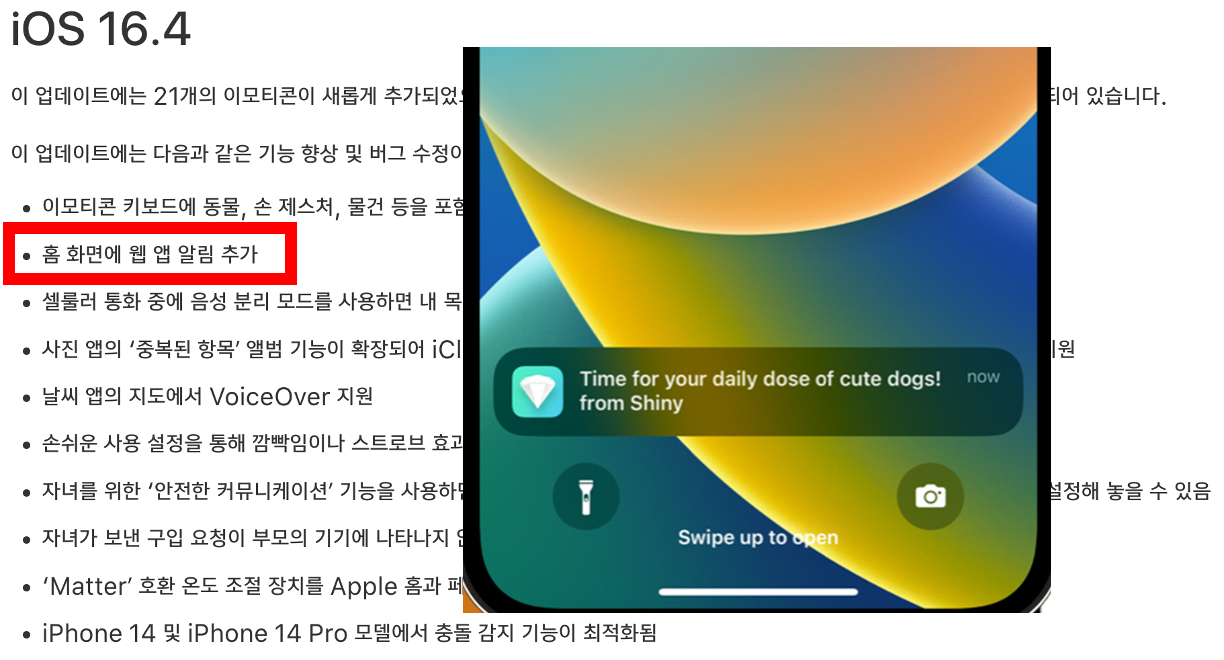 iOS 16.4
이 업데이트에는 21개의 이모티콘이 새롭게 추가되었 되어 있습니다.
이 업데이트에는 다음과 같은 기능 향상 및 버그 수정이
• 이모티콘 키보드에 동물, 손 제스처, 물건 등을 포함
• 홈 화면에 웹 앱 알림 추가
• 셀룰러 통화 중에 음성 분리 모드를 사용하면 내 목
• 사진 앱의 ‘중복된 항목’ 앨범 기능이 확장되어 iCl 지원
• 날씨 앱의 지도에서 VoiceOver 지원
• 손쉬운 사용 설정을 통해 깜빡임이나 스트로브 효과
• 자녀를 위한 ‘안전한 커뮤니케이션’ 기능을 사용하면 설정해 놓을 수 있음
• 자녀가 보낸 구입 요청이 부모의 기기에 나타나지
• ‘Matter’ 호환 온도 조절 장치를 Apple 홈과 페
• iPhone 14 및 iPhone 14 Pro 모델에서 충돌 감지 기능이 최적화됨
Time for your daily dose of cute dogs! now
from Shiny
Swipe up to open